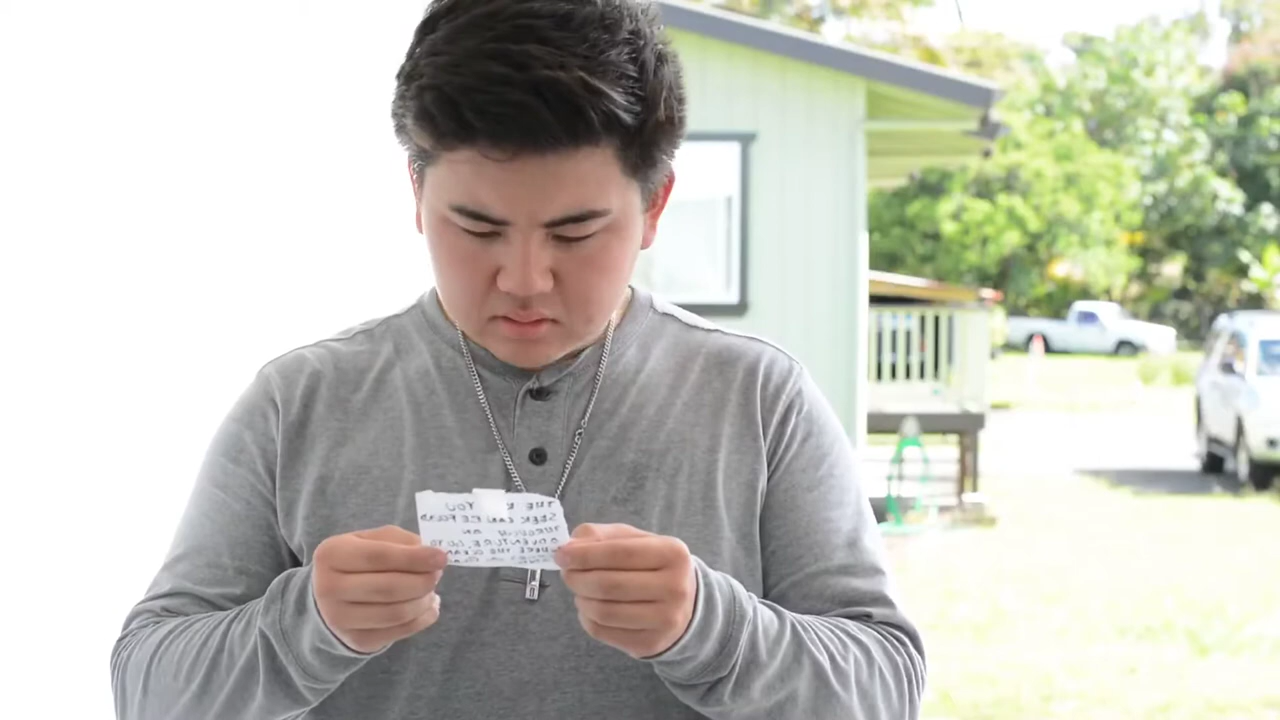 THE YOU
SEEK CAN BE FOUND
THROUGH AN
ADVENTURE. GO TO
WHERE THE OCEAN